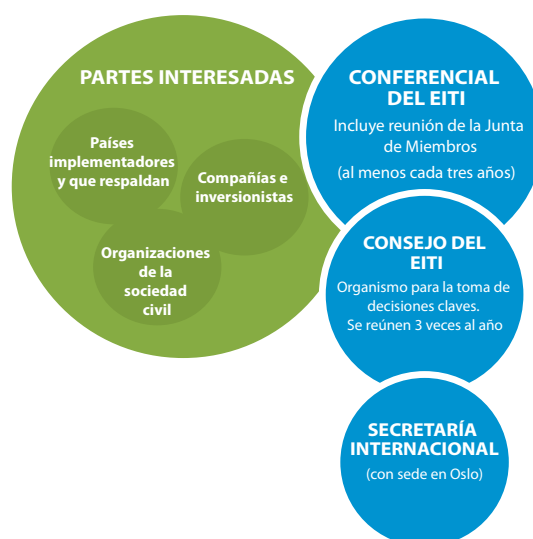 PARTES INTERESADAS
Países
implementadores
y que respaldan
Compañías e
inversionistas
Organizaciones
de la
sociedad
civil
CONFERENCIAL
DEL EITI
Incluye reunión de la Junta
de Miembros
(al menos cada tres años)
CONSEJO DEL
EITI
Organismo para la toma de
decisiones claves.
Se reúnen 3 veces al año
SECRETARÍA
INTERNACIONAL
(con sede en Oslo)